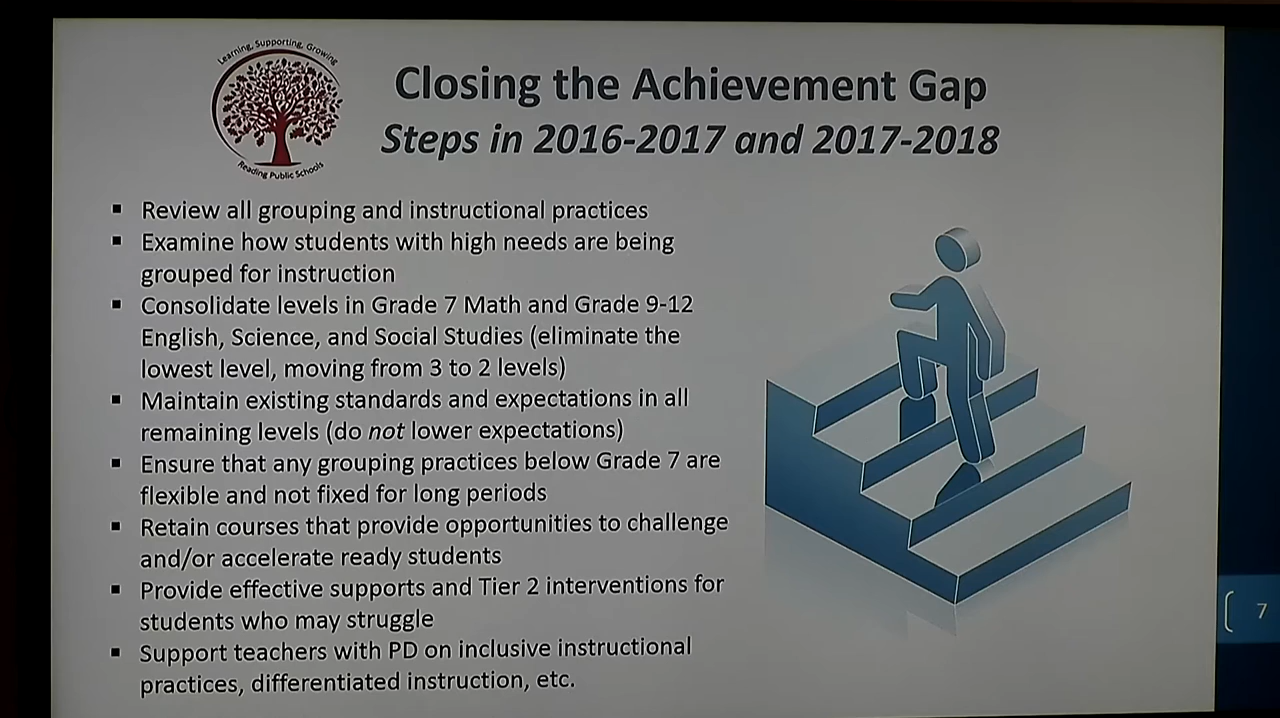 Learning, Supporting, Growing
Reading Public Schools
Closing the Achievement Gap
Steps in 2016-2017 and 2017-2018
▪ Review all grouping and instructional practices
▪ Examine how students with high needs are being
grouped for instruction
▪ Consolidate levels in Grade 7 Math and Grade 9-12
English, Science, and Social Studies (eliminate the
lowest level, moving from 3 to 2 levels)
▪ Maintain existing standards and expectations in all
remaining levels (do not lower expectations)
▪ Ensure that any grouping practices below Grade 7 are
flexible and not fixed for long periods
▪ Retain courses that provide opportunities to challenge
and/or accelerate ready students
▪ Provide effective supports and Tier 2 interventions for
students who may struggle
▪ Support teachers with PD on inclusive instructional
practices, differentiated instruction, etc.
( 7